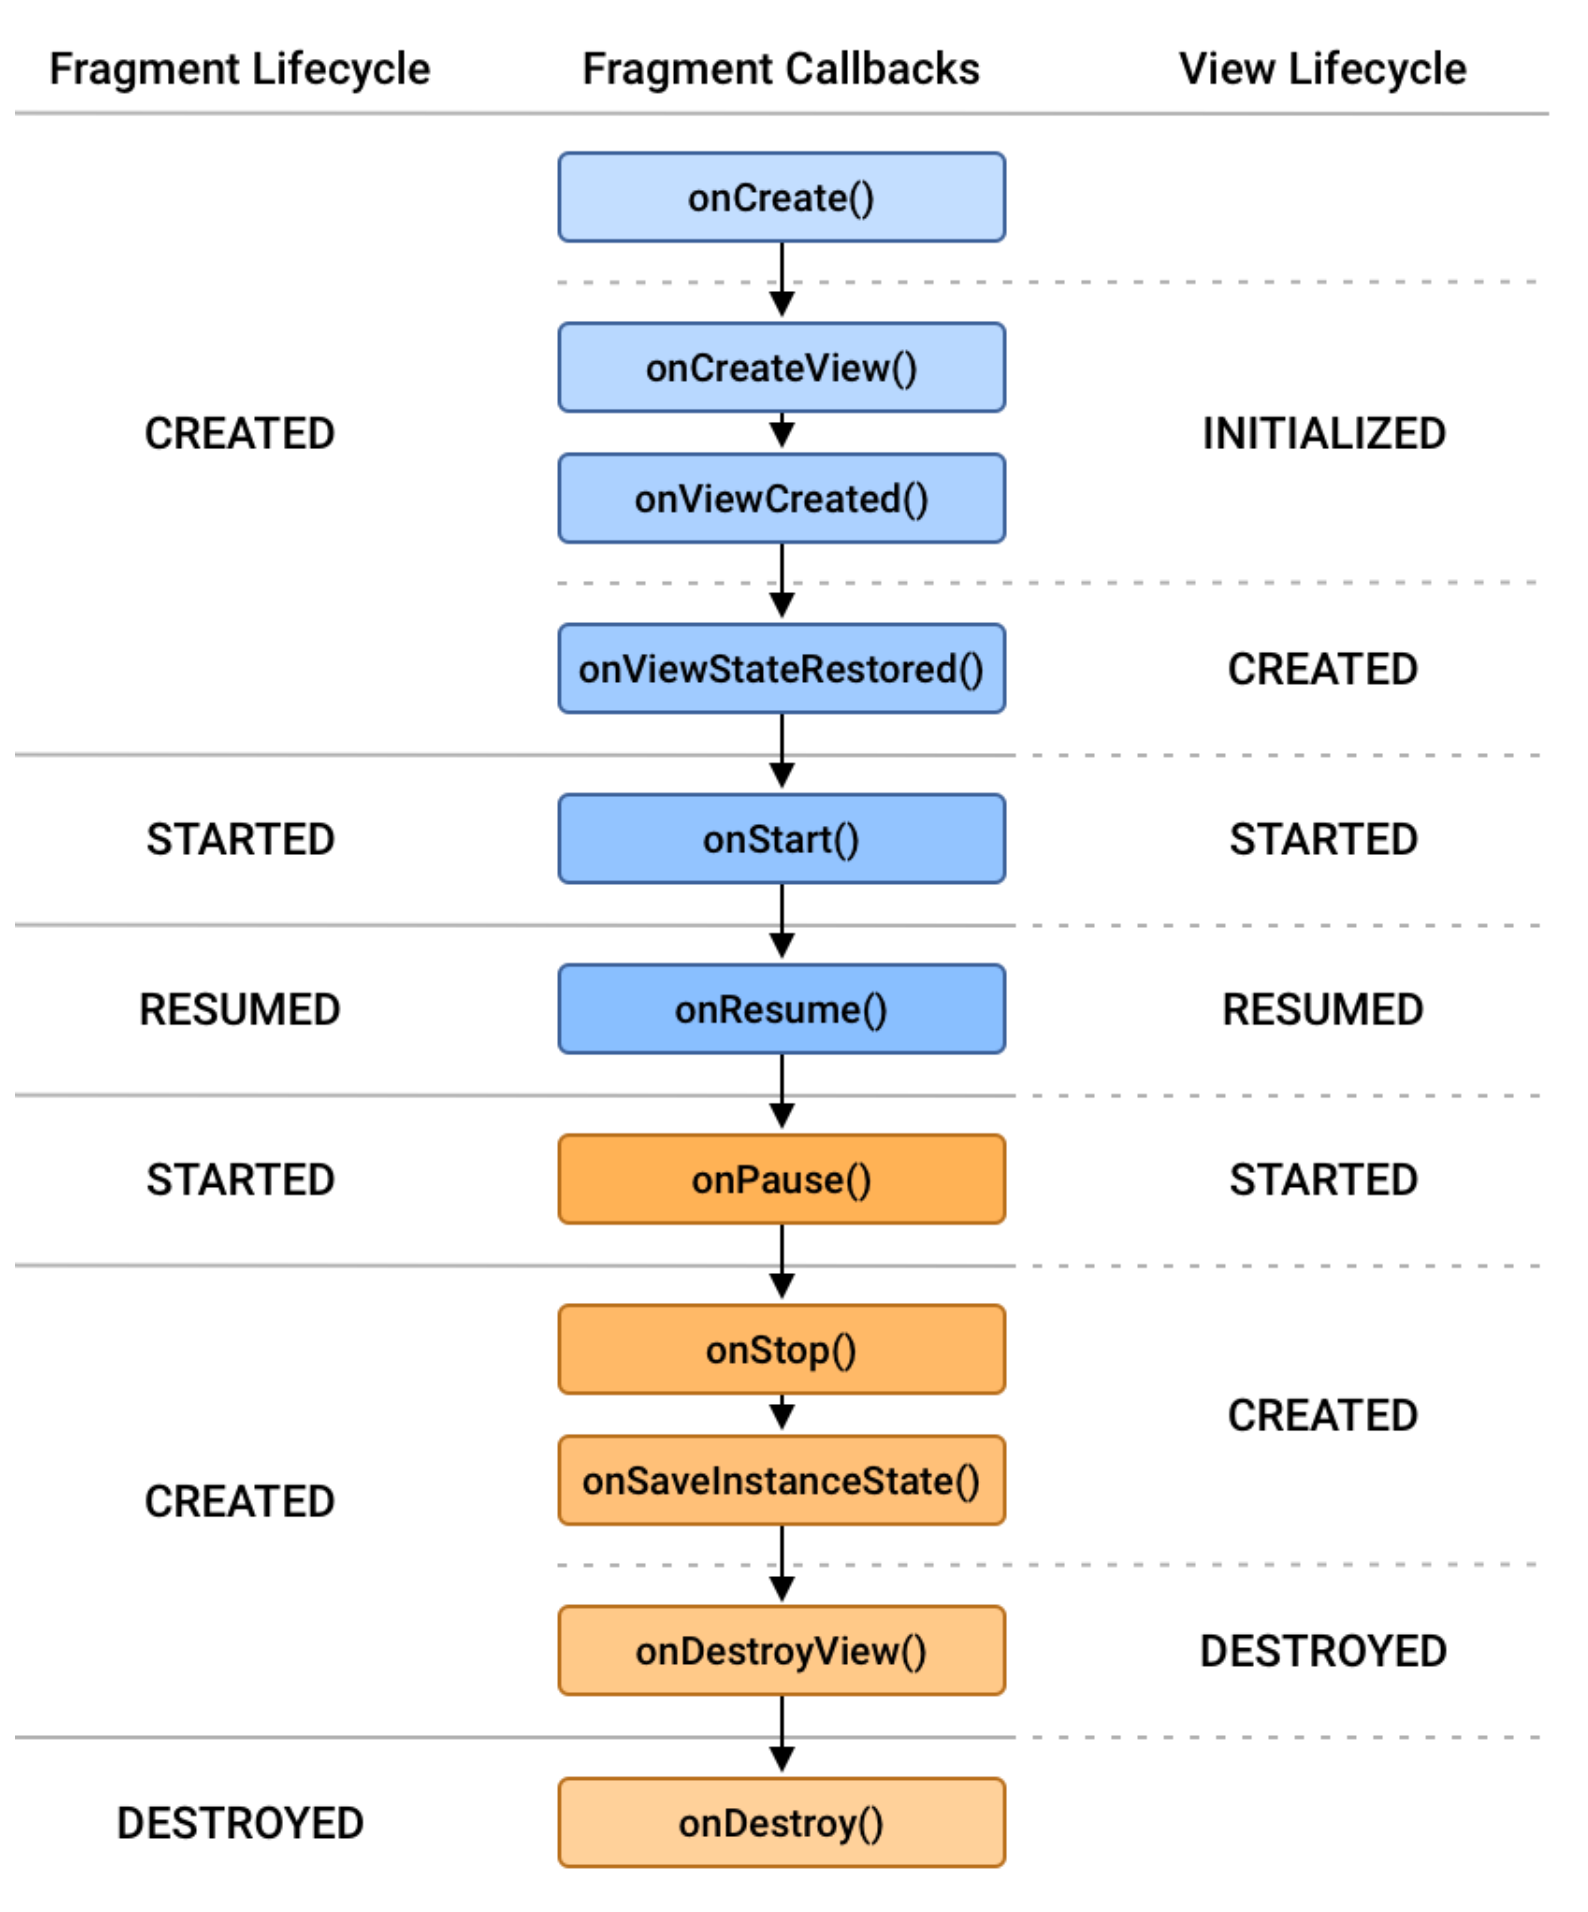 Fragment Lifecycle
Fragment Callbacks
View Lifecycle
onCreate()
onCreateView()
CREATED
INITIALIZED
onViewCreated()
onViewStateRestored()
CREATED
STARTED
onStart()
STARTED
RESUMED
onResume()
RESUMED
STARTED
onPause()
STARTED
onStop()
CREATED
onSaveInstanceState()
CREATED
onDestroyView()
DESTROYED
DESTROYED
onDestroy()